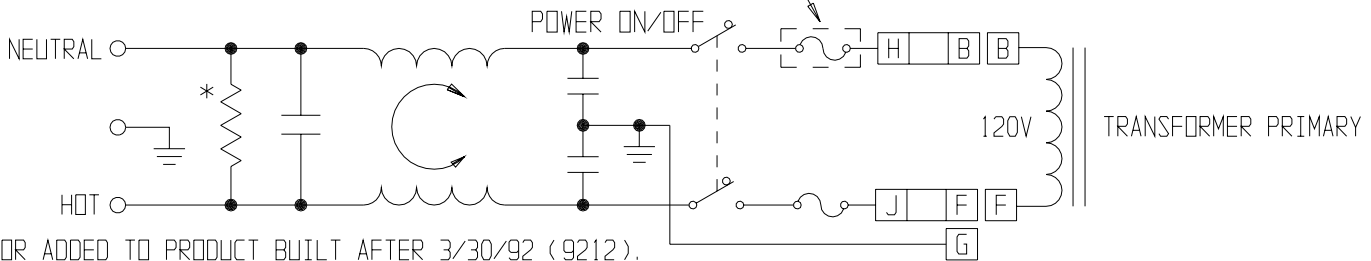 POWER ON/OFF
NEUTRAL
H B B
*
120V
TRANSFORMER PRIMARY
HOT
J F F
OR ADDED TO PRODUCT BUILT AFTER 3/30/92 (9212).
G